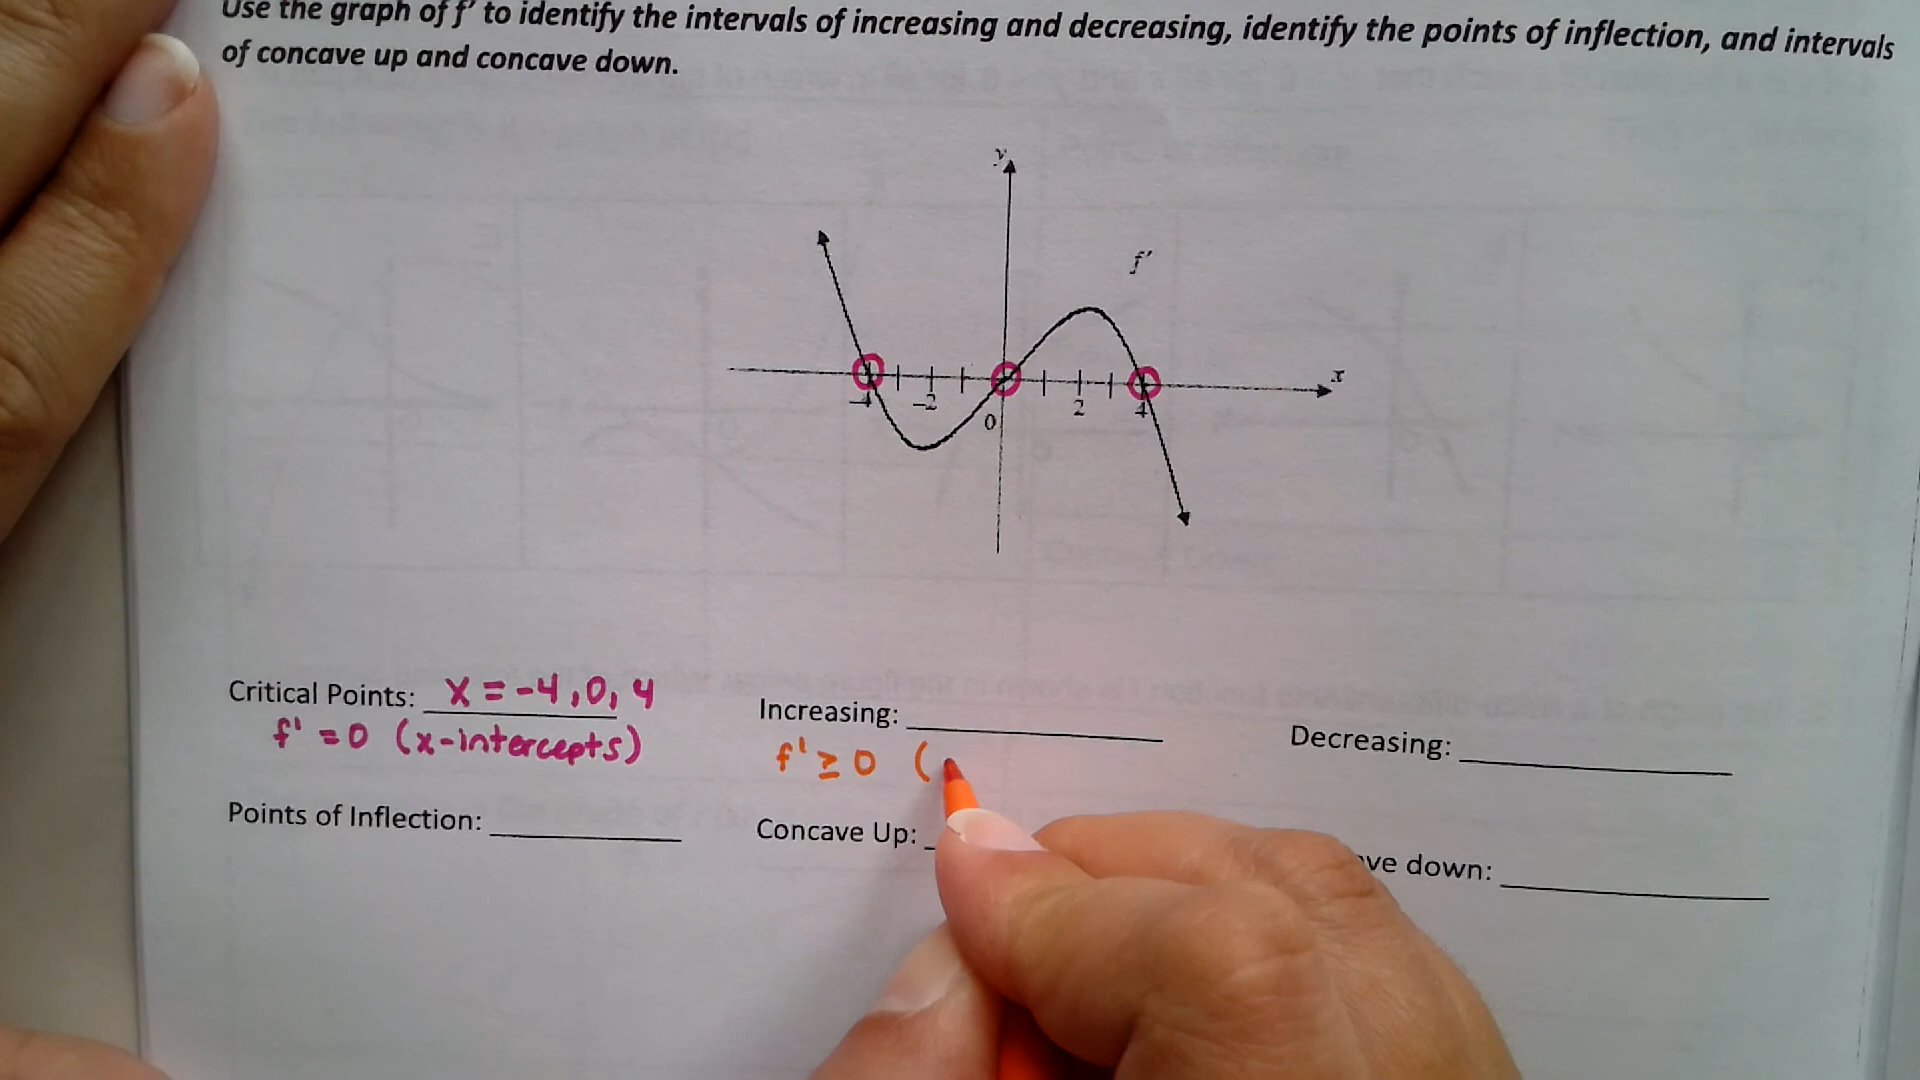 Use the graph of f' to identify the intervals of increasing and decreasing, identify the points of inflection, and intervals
of concave up and concave down.
y
f'
x
-4 -2 0 2 4
Critical Points: x = -4, 0, 4
f' = 0 (x-intercepts)
Increasing:
f' ≥ 0 (
Decreasing:
Points of Inflection:
Concave Up:
ve down: